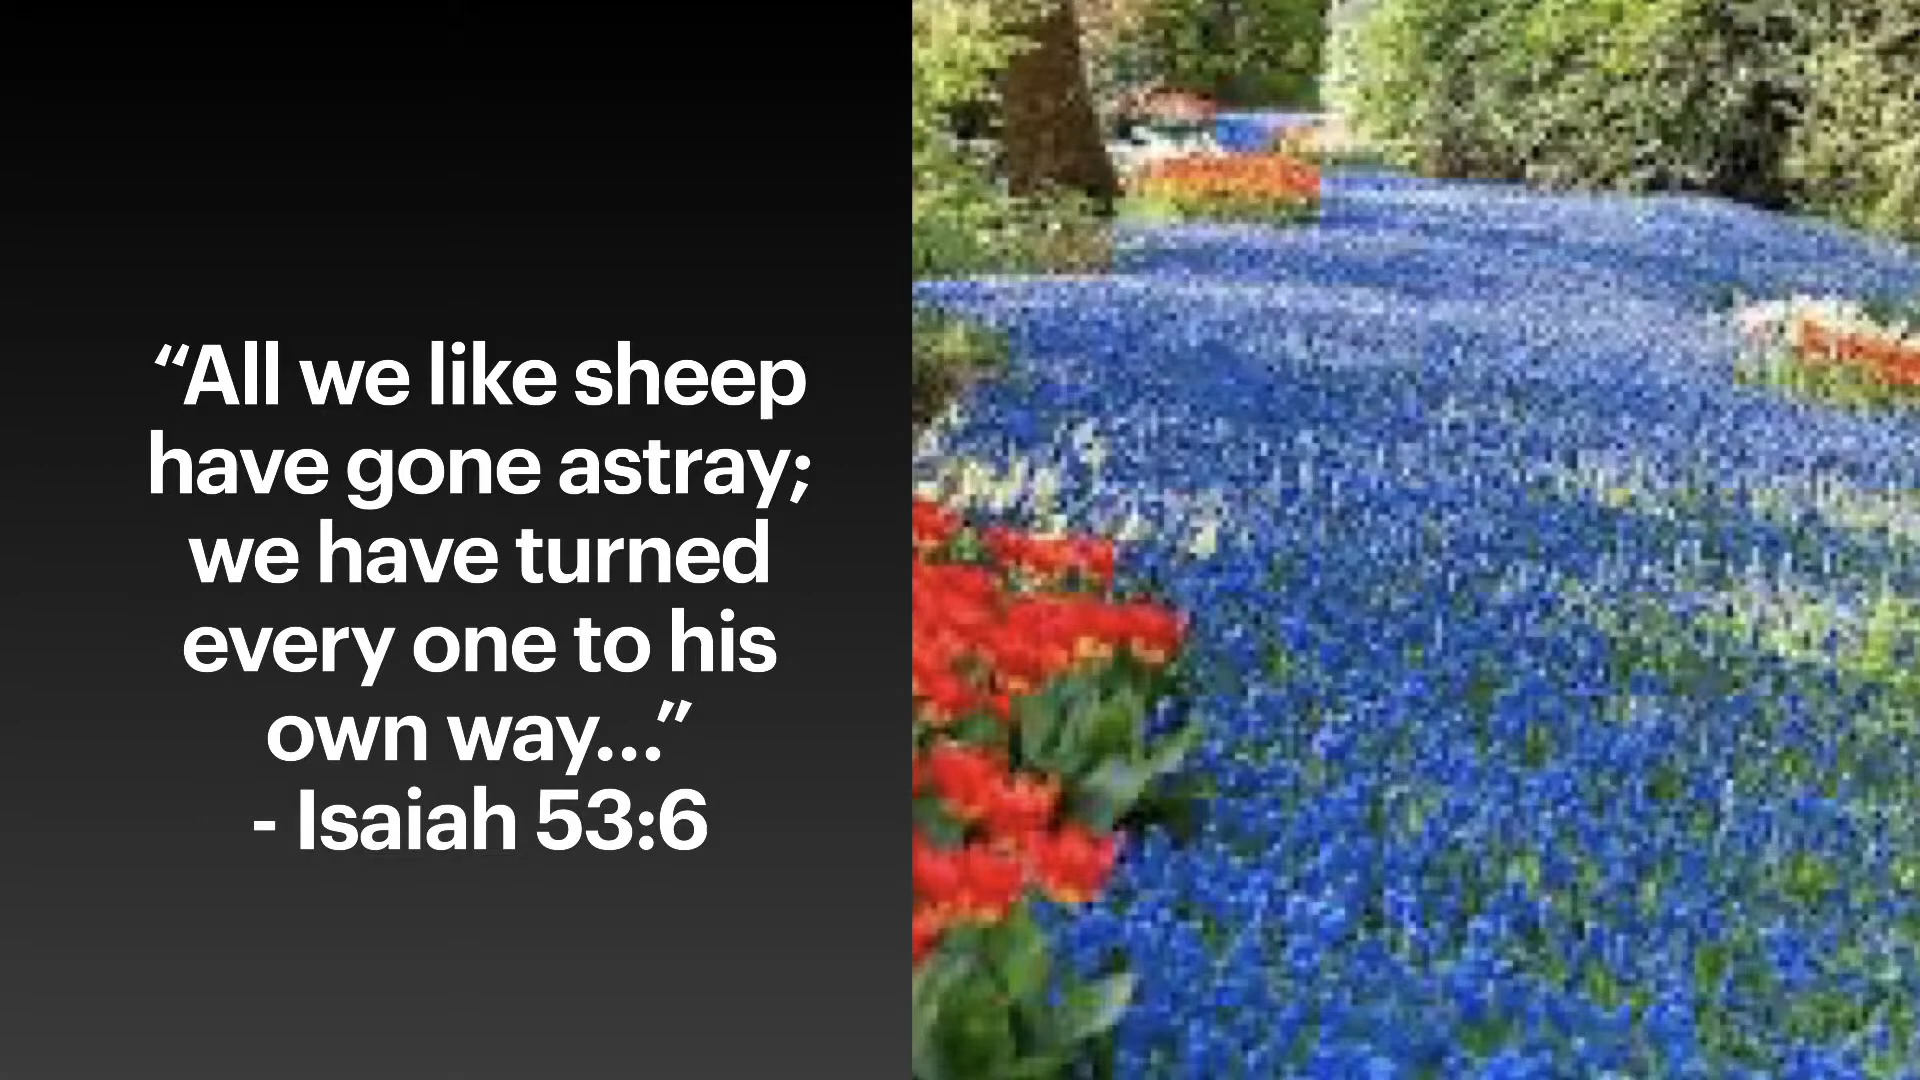 “All we like sheep
have gone astray;
we have turned
every one to his
own way...”
- Isaiah 53:6